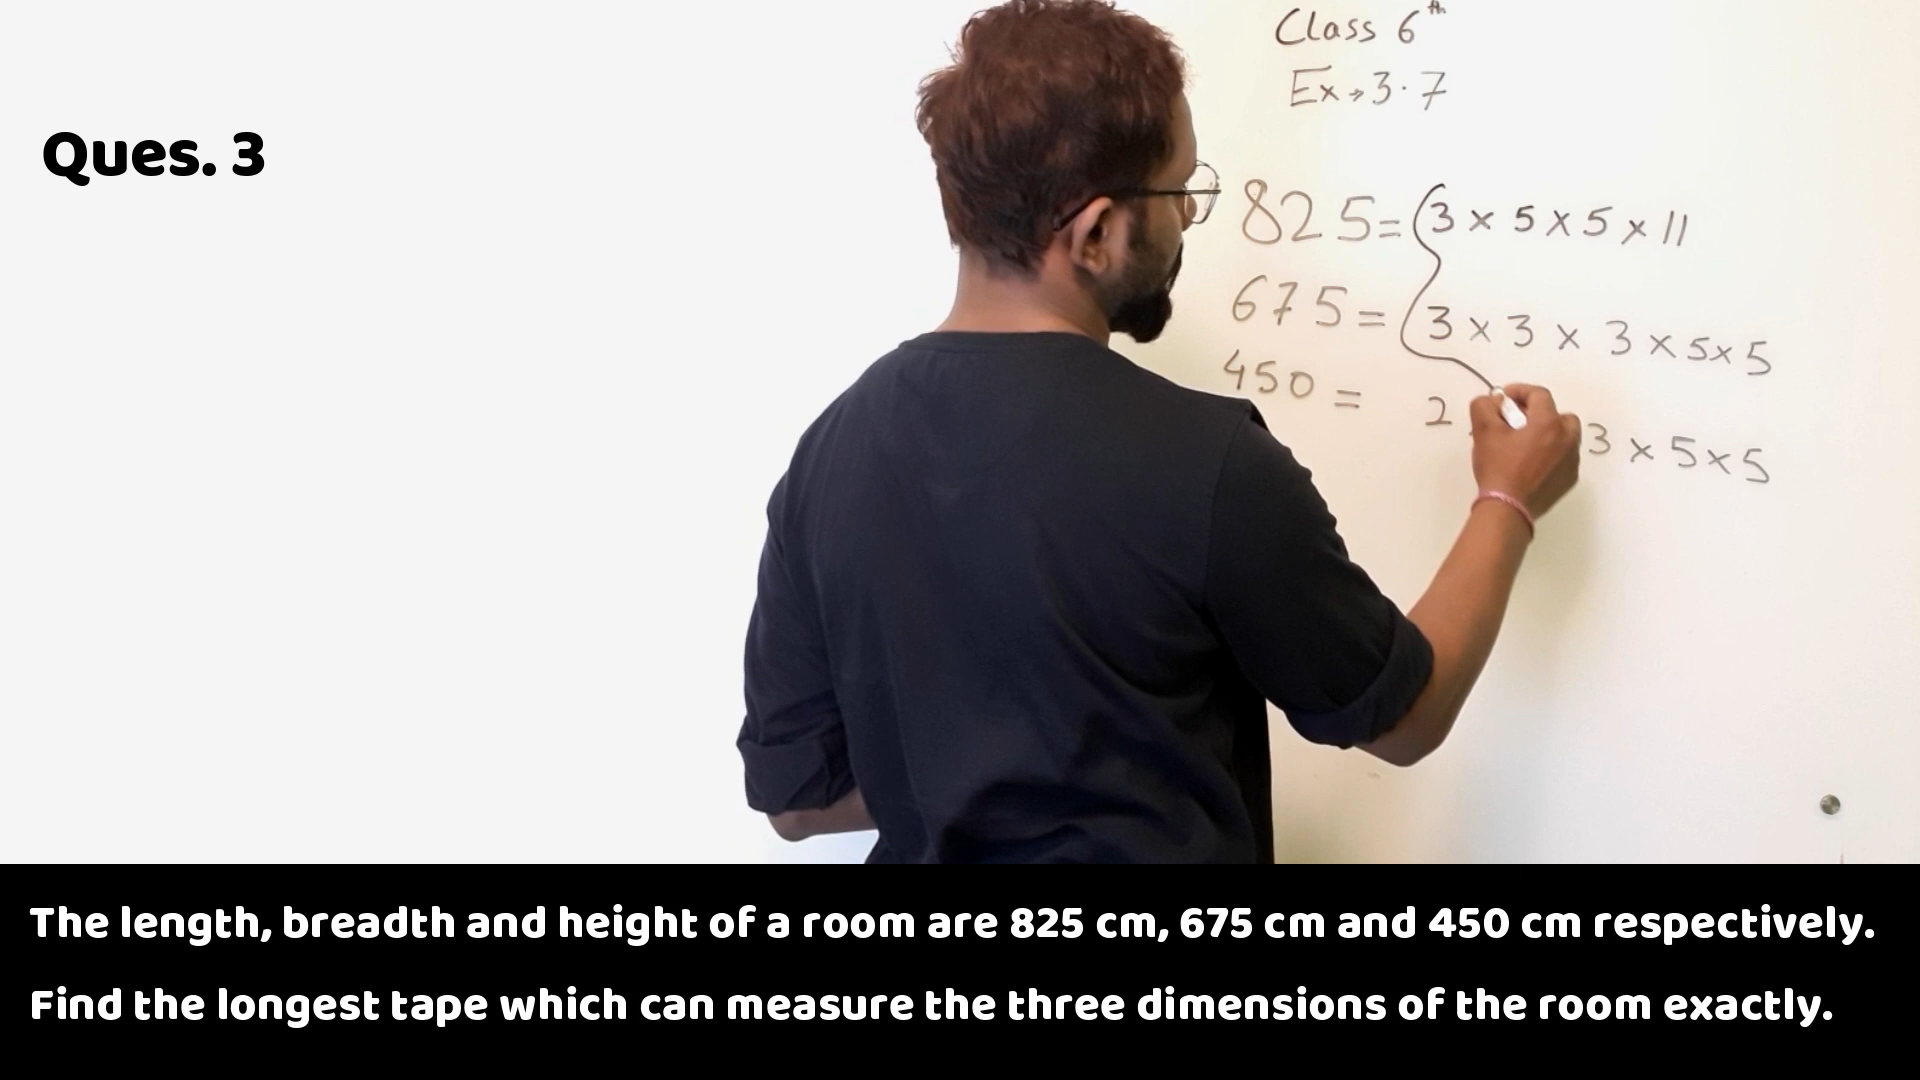 Class 6th
Ex → 3.7
Ques. 3
825 = 3 × 5 × 5 × 11
675 = 3 × 3 × 3 × 5 × 5
450 = 2 3 × 5 × 5
The length, breadth and height of a room are 825 cm, 675 cm and 450 cm respectively.
Find the longest tape which can measure the three dimensions of the room exactly.